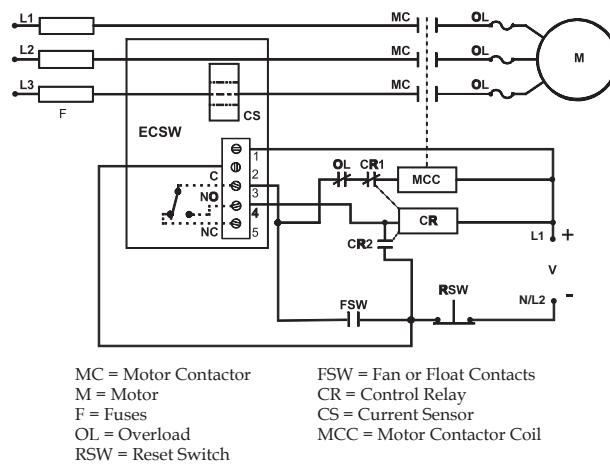 L1
MC
OL
L2
MC
OL
M
L3
MC
OL
F
CS
ECSW
1
OL
CR1
MCC
C
2
NO
3
CR
4
NC
5
CR2
L1
+
V
RSW
N/L2
-
FSW
MC = Motor Contactor
M = Motor
F = Fuses
OL = Overload
RSW = Reset Switch
FSW = Fan or Float Contacts
CR = Control Relay
CS = Current Sensor
MCC = Motor Contactor Coil